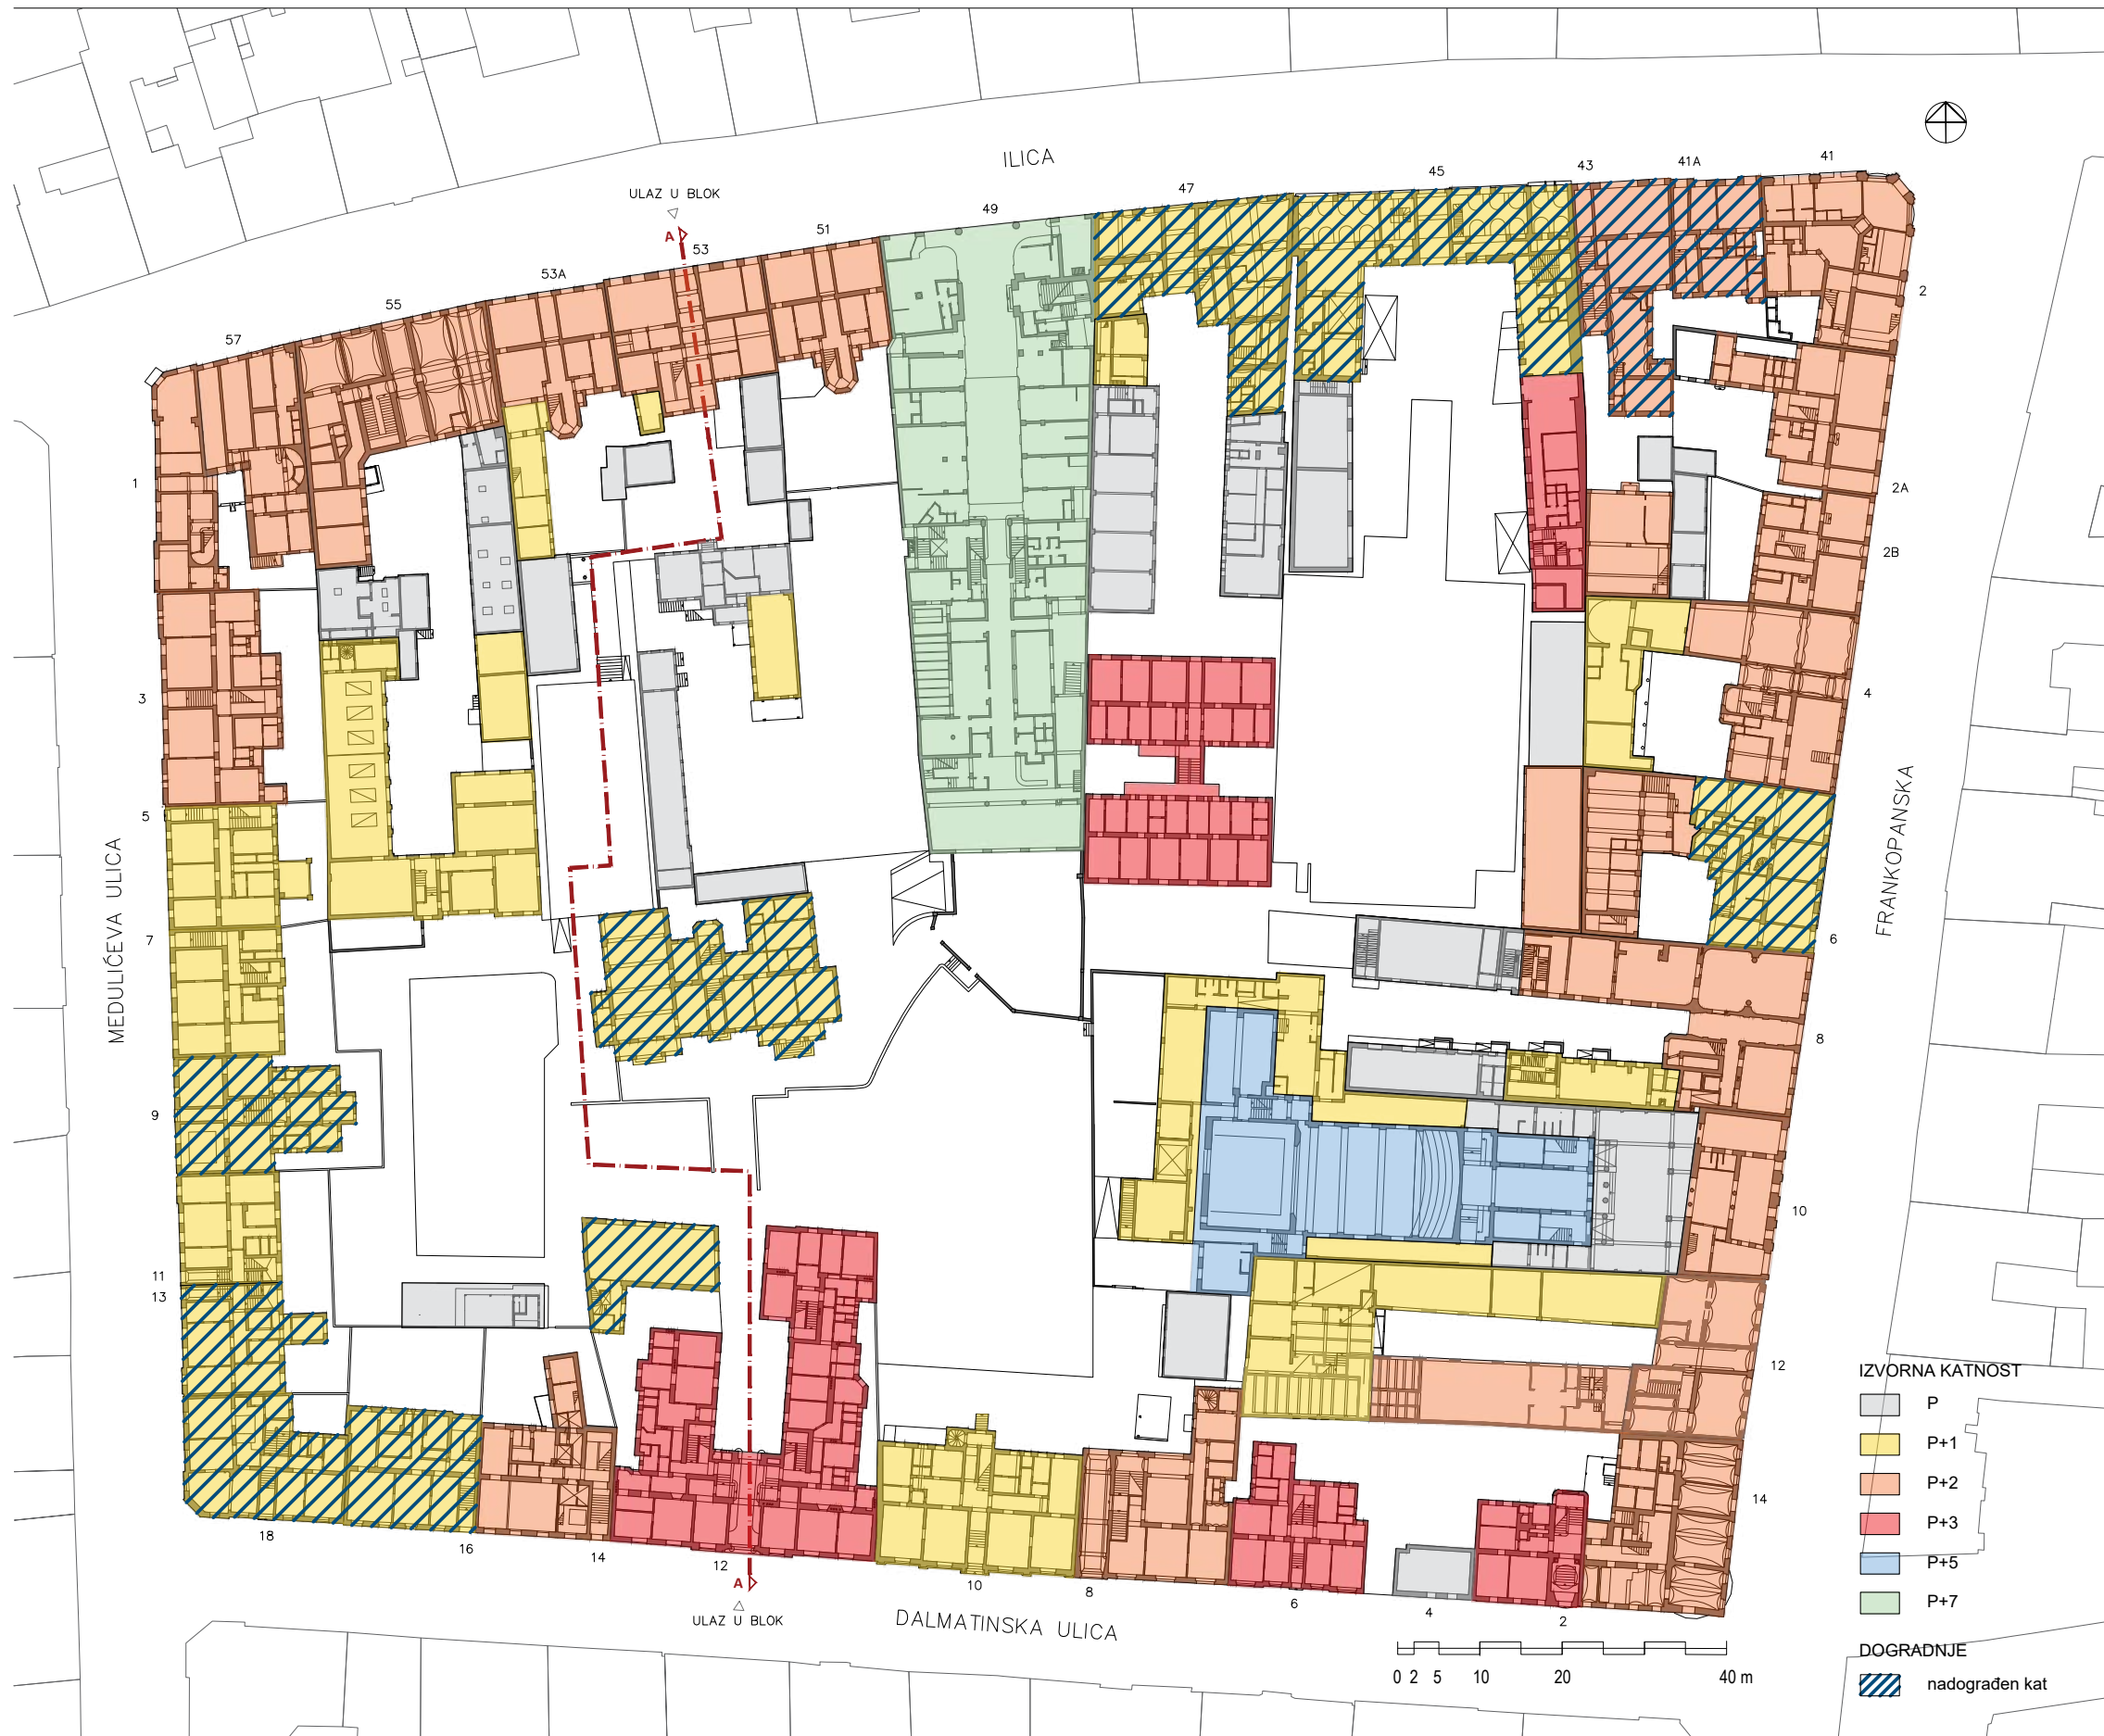 ILICA
ULAZ U BLOK
A
57
55
53A
53
51
49
47
45
43
41A
41
2
2A
2B
4
6
8
10
12
14
FRANKOPANSKA
1
3
5
7
9
11
13
MEDULIĆEVA ULICA
18
16
14
12
10
8
6
4
2
A
ULAZ U BLOK
DALMATINSKA ULICA
0 2 5 10 20 40 m
IZVORNA KATNOST
P
P+1
P+2
P+3
P+5
P+7
DOGRADNJE
nadograđen kat